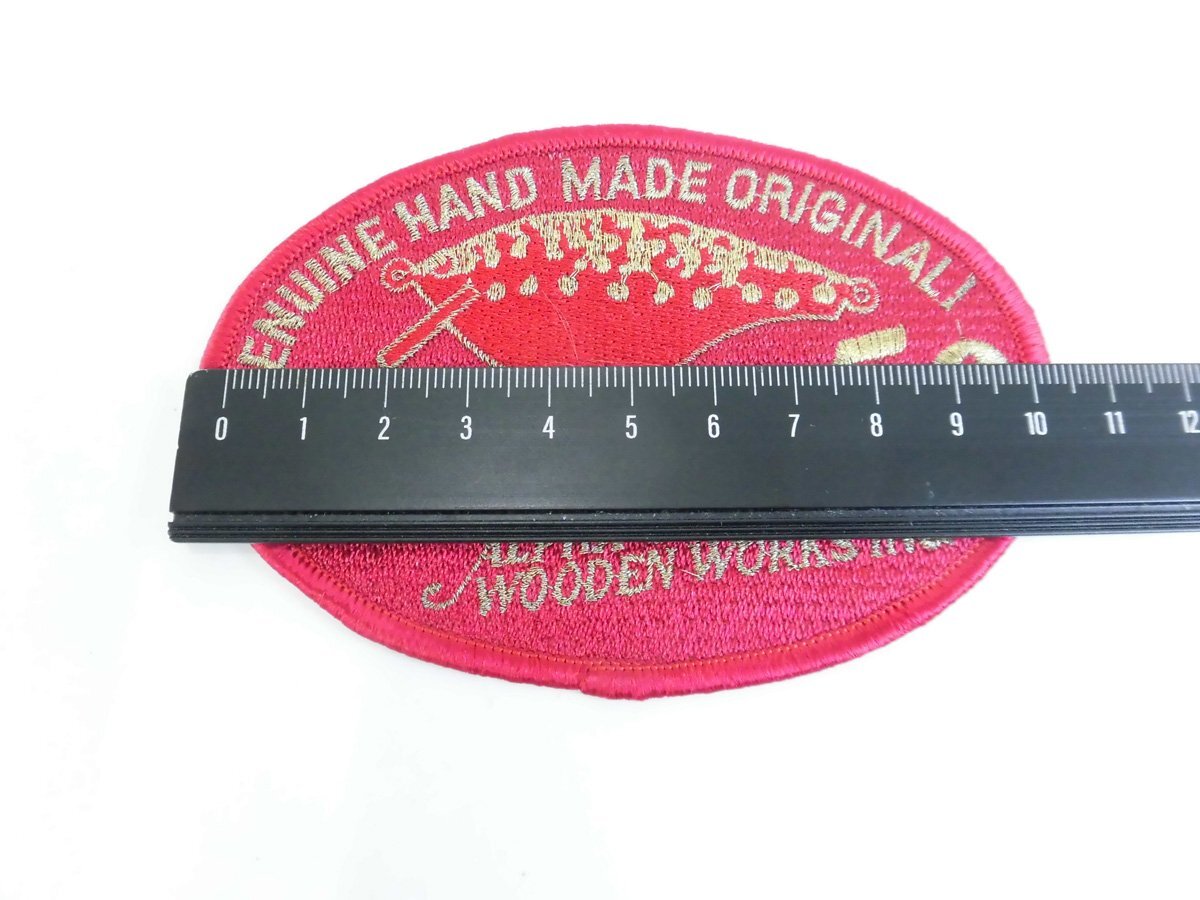 ENUINE HAND MADE ORIGINAL!
0 1 2 3 4 5 6 7 8 9 10 11 12
WOODEN WORKS